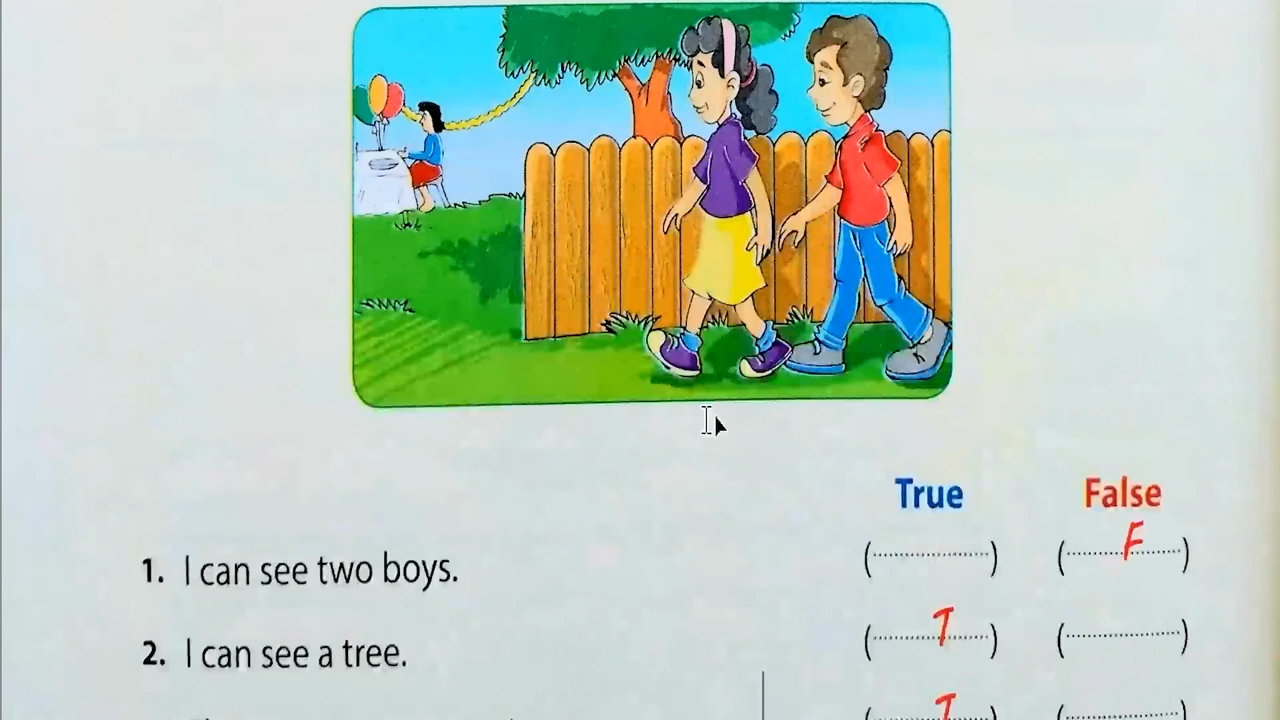 True False
(....................) (..........F..........)
1. I can see two boys.
(..........T..........) (....................)
2. I can see a tree.
(..........T..........) (....................)